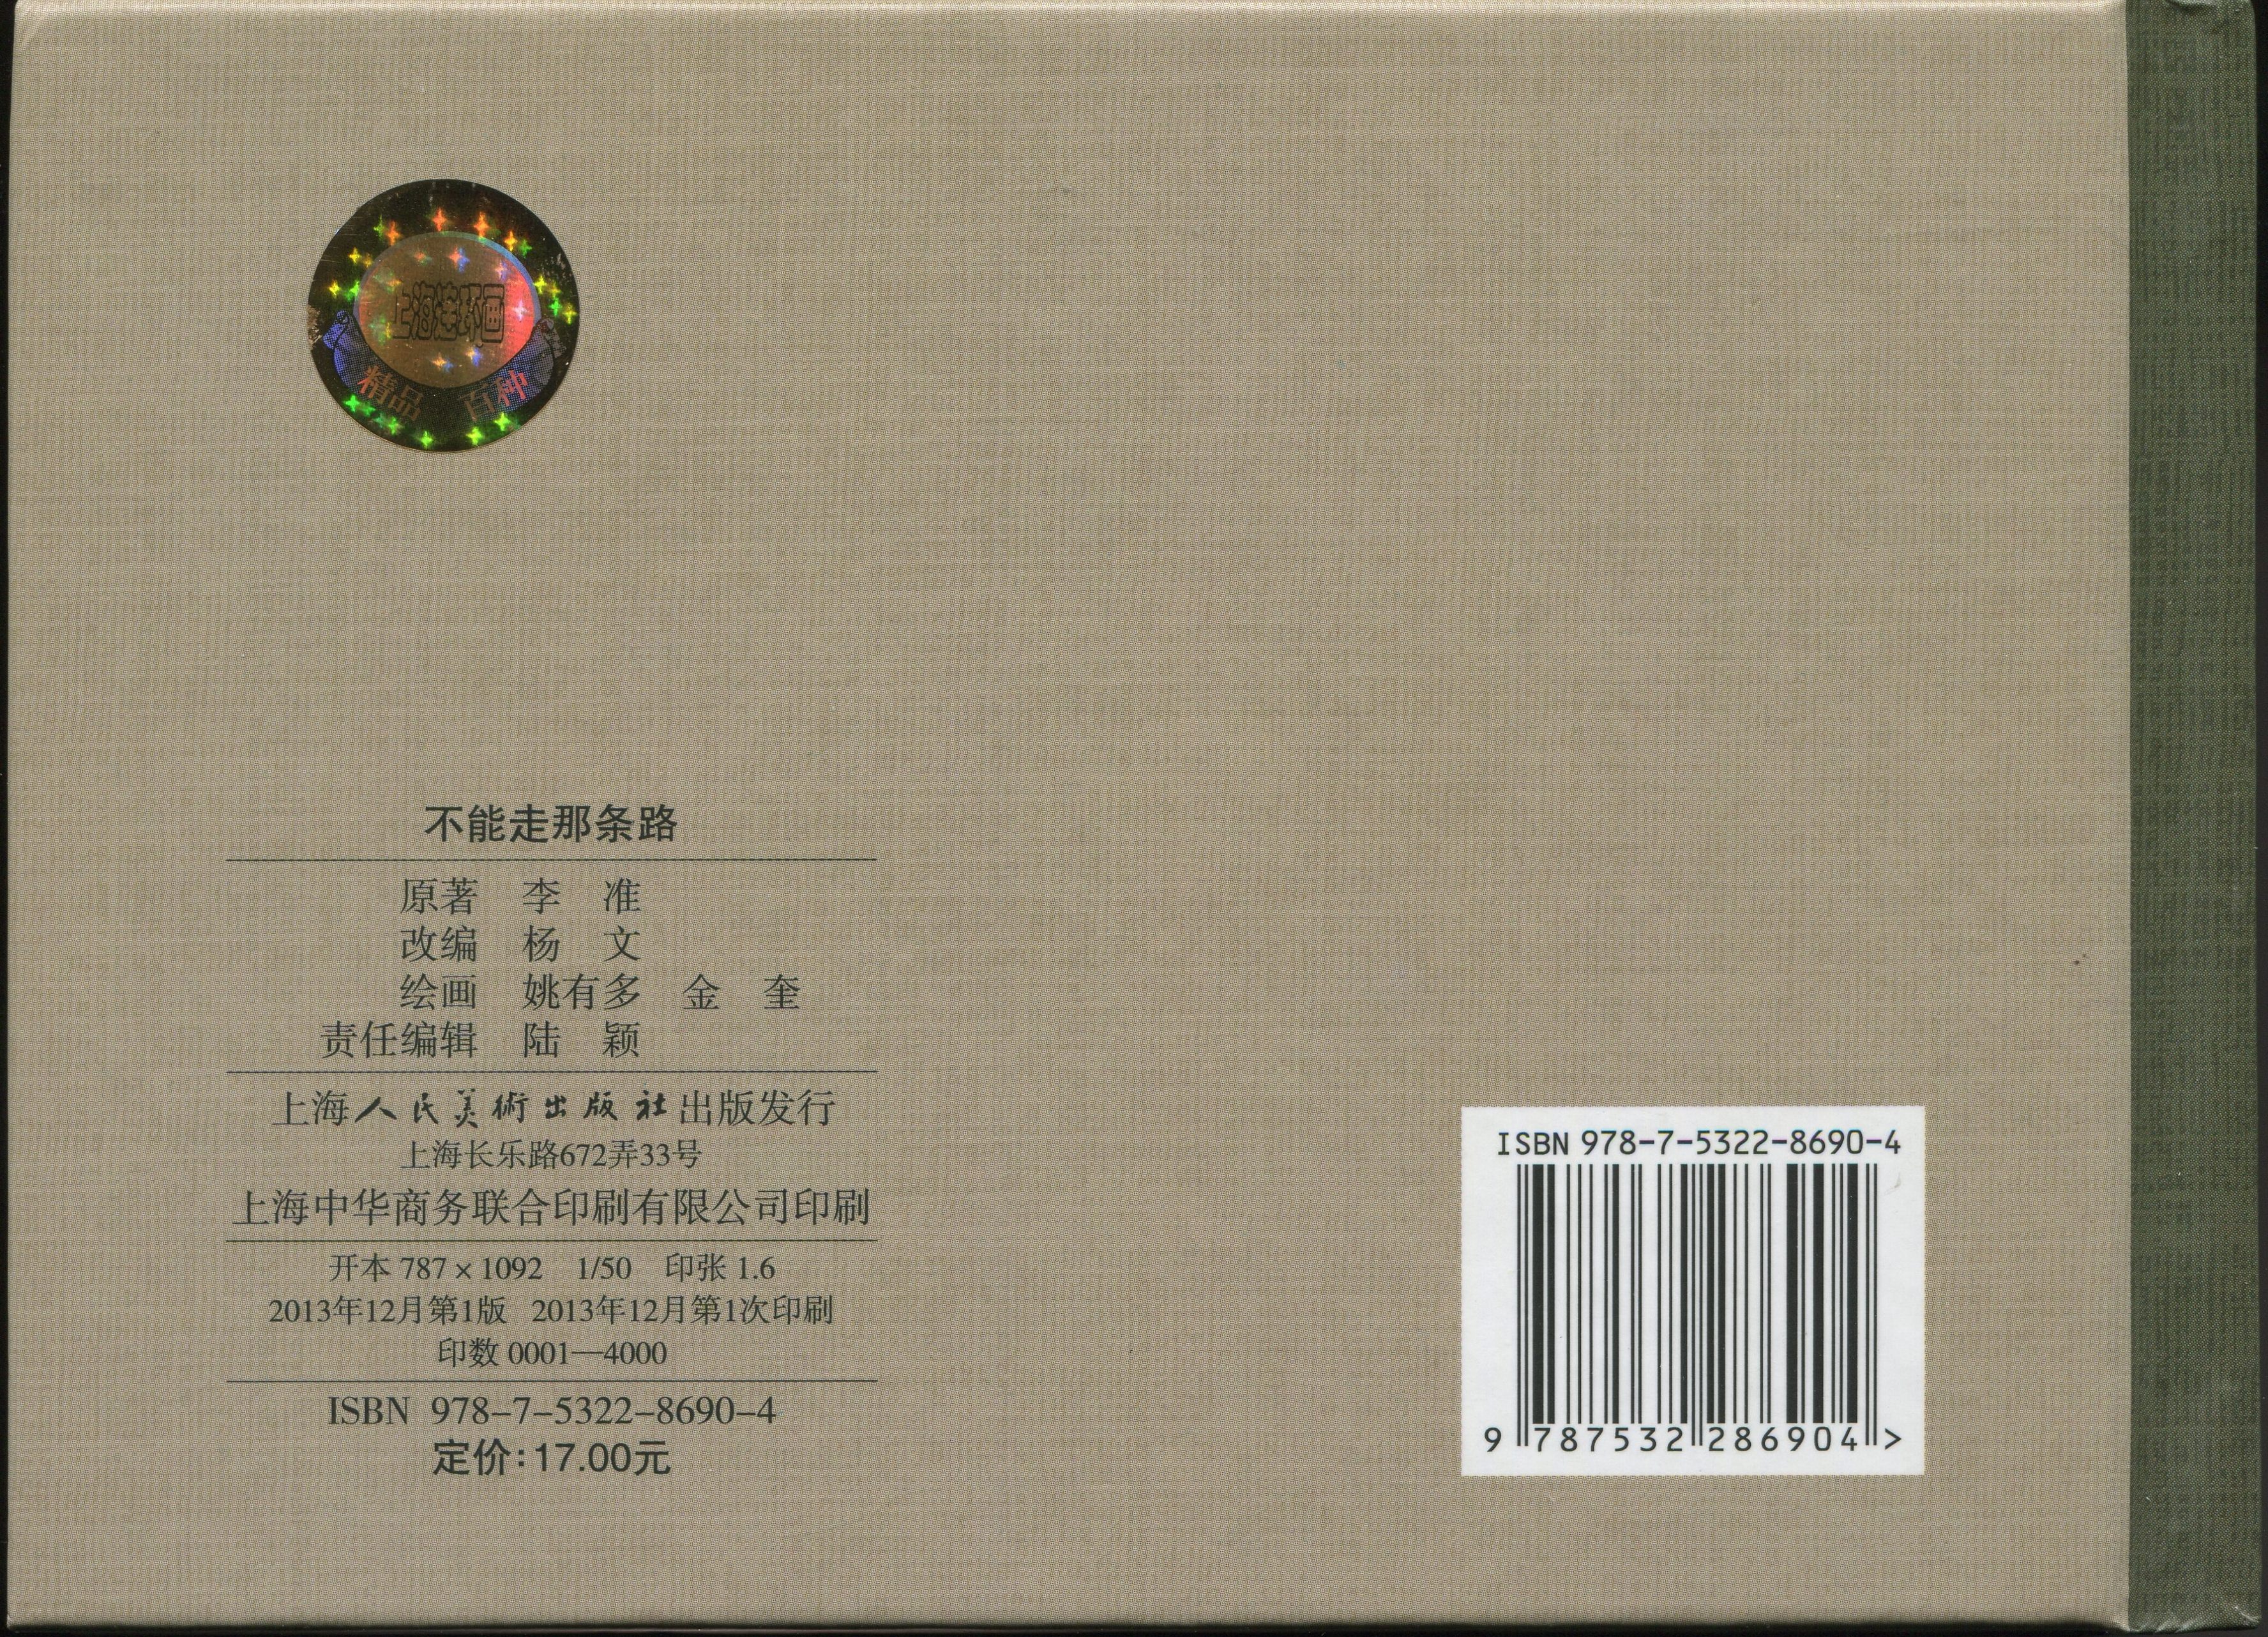 上海连环画
精品 百种
不能走那条路
原著 李 准
改编 杨 文
绘画 姚有多 金 奎
责任编辑 陆 颖
上海人民美術出版社出版发行
上海长乐路672弄33号
上海中华商务联合印刷有限公司印刷
开本 787×1092 1/50 印张 1.6
2013年12月第1版 2013年12月第1次印刷
印数 0001—4000
ISBN 978-7-5322-8690-4
定价:17.00元
ISBN 978-7-5322-8690-4
9 787532 286904 >